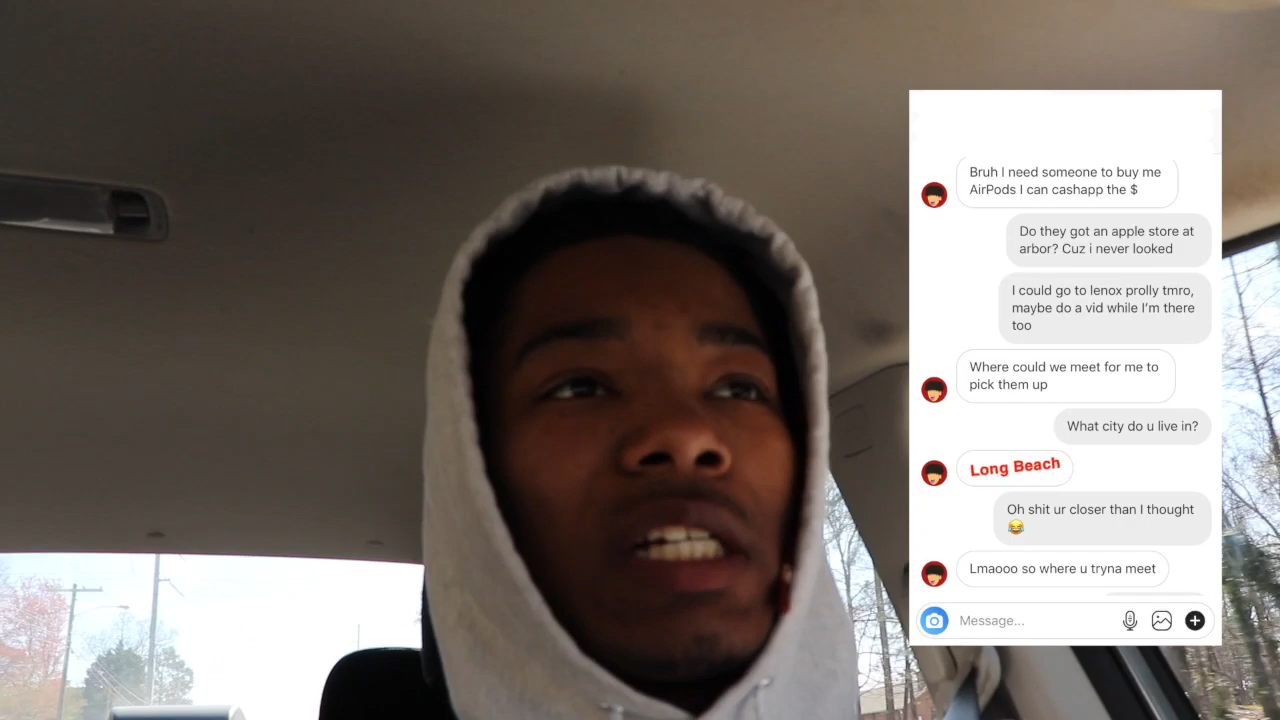 Bruh I need someone to buy me
AirPods I can cashapp the $
Do they got an apple store at
arbor? Cuz i never looked
I could go to lenox prolly tmro,
maybe do a vid while I'm there
too
Where could we meet for me to
pick them up
What city do u live in?
Long Beach
Oh shit ur closer than I thought
😂
Lmaooo so where u tryna meet
Message...